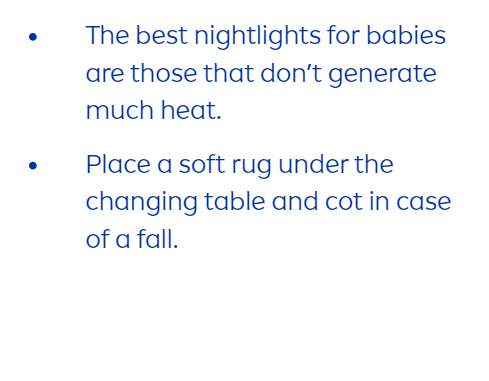 • The best nightlights for babies
are those that don’t generate
much heat.
• Place a soft rug under the
changing table and cot in case
of a fall.